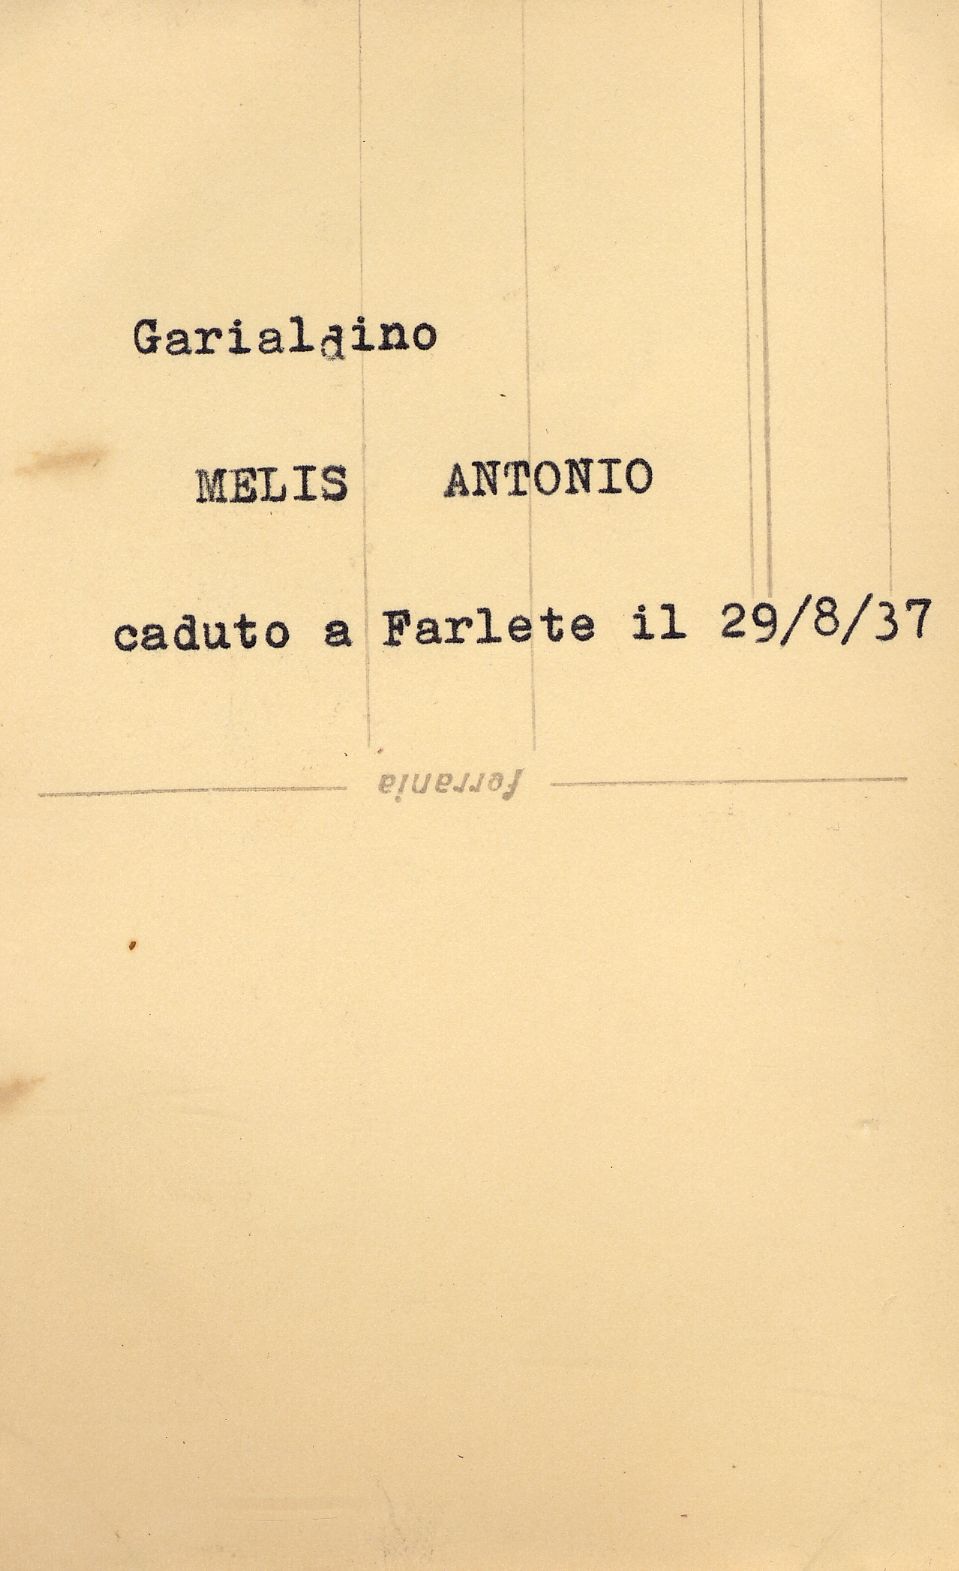 Garialdino
MELIS ANTONIO
caduto a Farlete il 29/8/37
ferrania